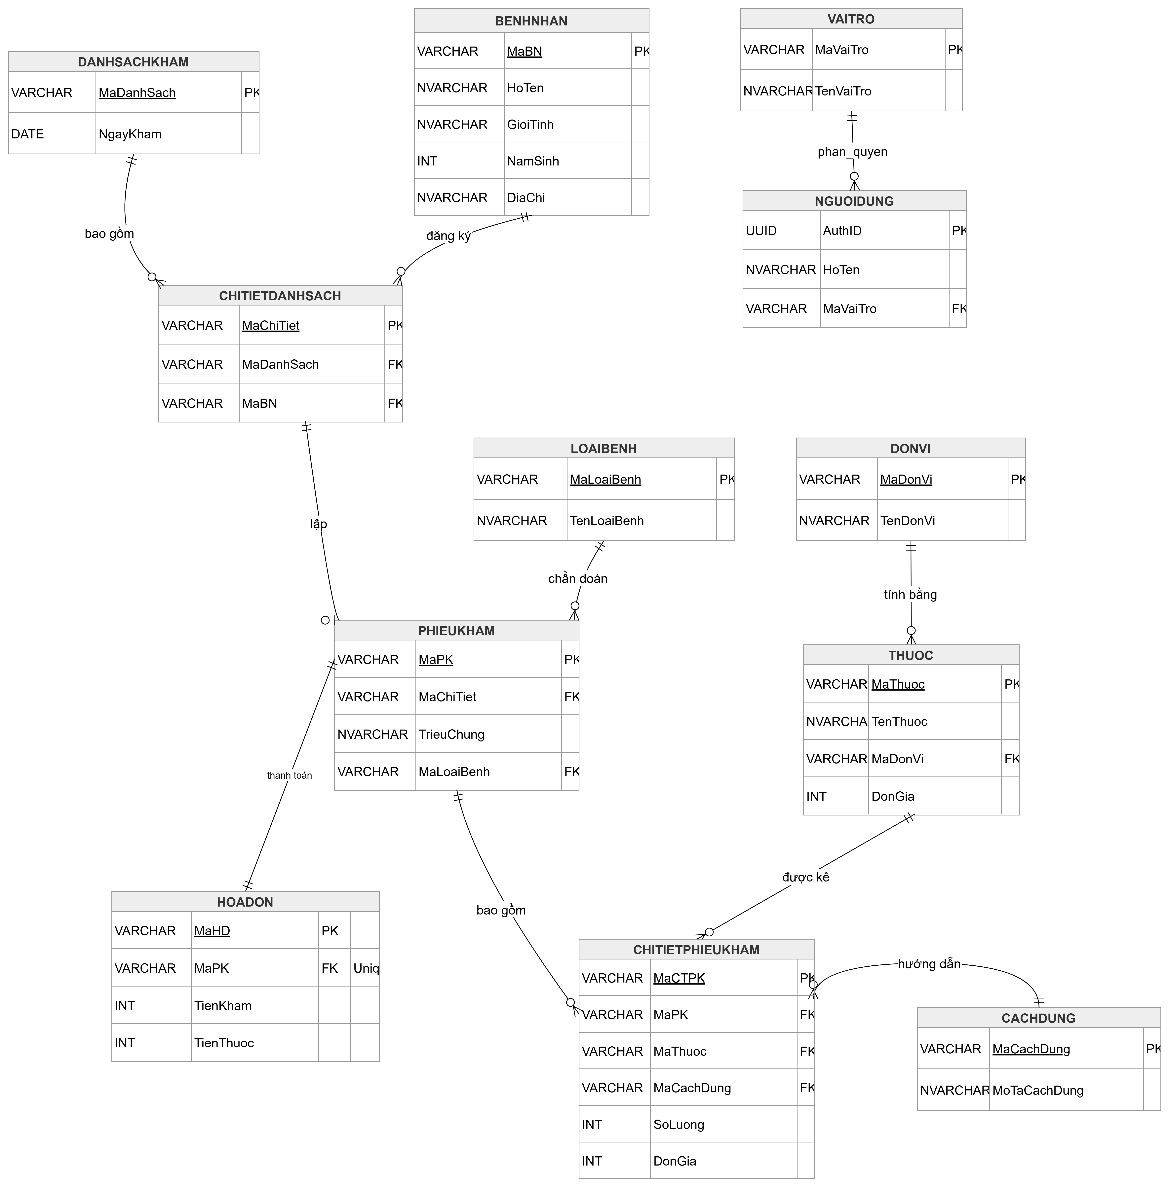 DANHSACHKHAM
VARCHAR MaDanhSach PK
DATE NgayKham
BENHNHAN
VARCHAR MaBN PK
NVARCHAR HoTen
NVARCHAR GioiTinh
INT NamSinh
NVARCHAR DiaChi
VAITRO
VARCHAR MaVaiTro PK
NVARCHAR TenVaiTro
phan_quyen
NGUOIDUNG
UUID AuthID PK
NVARCHAR HoTen
VARCHAR MaVaiTro FK
bao gồm
đăng ký
CHITIETDANHSACH
VARCHAR MaChiTiet PK
VARCHAR MaDanhSach FK
VARCHAR MaBN FK
lập
LOAIBENH
VARCHAR MaLoaiBenh PK
NVARCHAR TenLoaiBenh
chẩn đoán
DONVI
VARCHAR MaDonVi PK
NVARCHAR TenDonVi
tính bằng
PHIEUKHAM
VARCHAR MaPK PK
VARCHAR MaChiTiet FK
NVARCHAR TrieuChung
VARCHAR MaLoaiBenh FK
THUOC
VARCHAR MaThuoc PK
NVARCHA TenThuoc
VARCHAR MaDonVi FK
INT DonGia
thanh toán
được kê
bao gồm
HOADON
VARCHAR MaHD PK
VARCHAR MaPK FK Uniq
INT TienKham
INT TienThuoc
CHITIETPHIEUKHAM
VARCHAR MaCTPK PK
VARCHAR MaPK FK
VARCHAR MaThuoc FK
VARCHAR MaCachDung FK
INT SoLuong
INT DonGia
hướng dẫn
CACHDUNG
VARCHAR MaCachDung PK
NVARCHAR MoTaCachDung